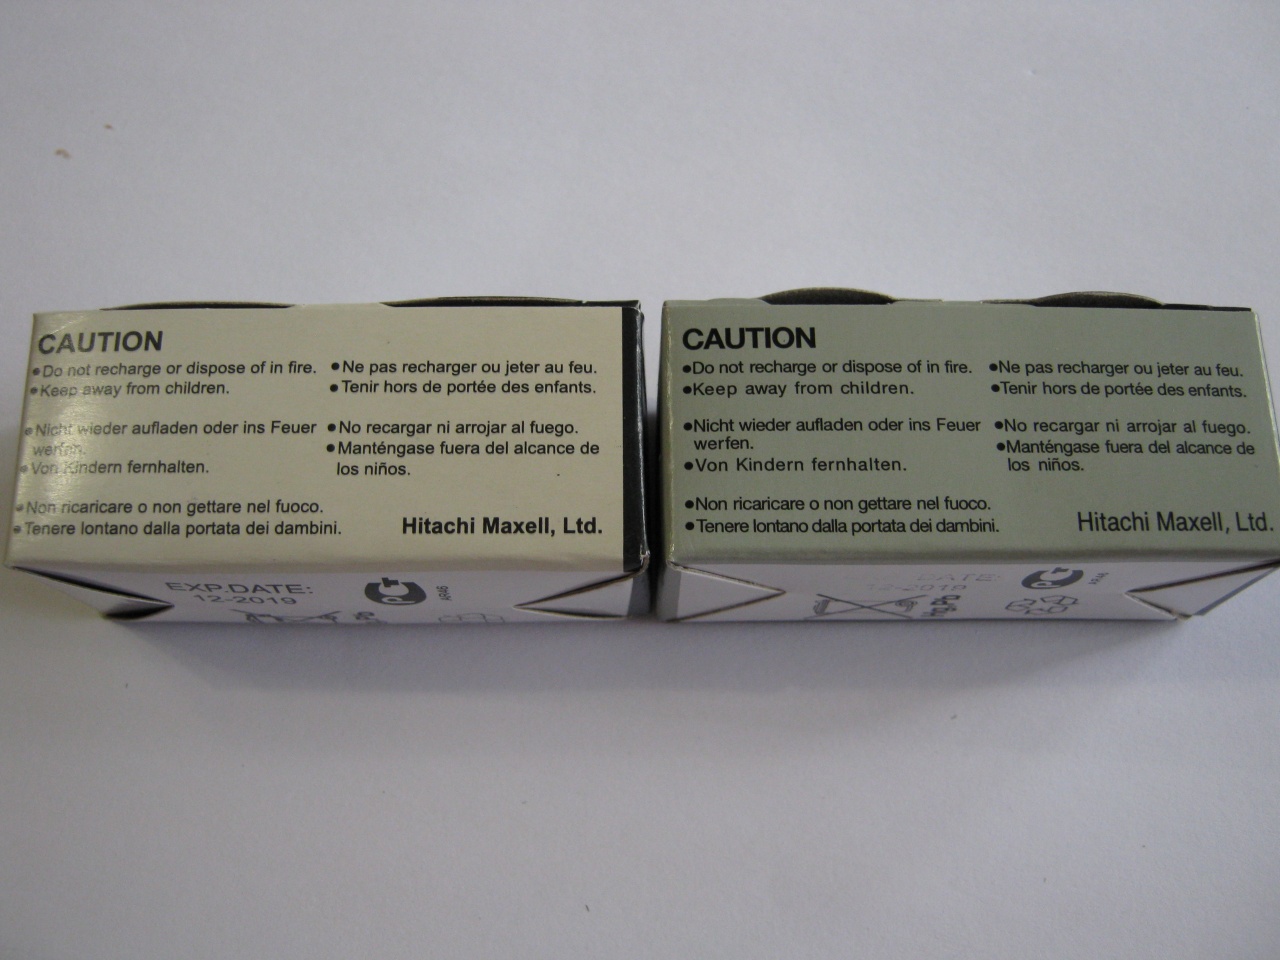 CAUTION
●Do not recharge or dispose of in fire.
●Keep away from children.
●Nicht wieder aufladen oder ins Feuer
werfen.
●Von Kindern fernhalten.
●Non ricaricare o non gettare nel fuoco.
●Tenere lontano dalla portata dei dambini.
●Ne pas recharger ou jeter au feu.
●Tenir hors de portée des enfants.
●No recargar ni arrojar al fuego.
●Manténgase fuera del alcance de
los niños.
Hitachi Maxell, Ltd.
EXP.DATE:
12-2019
ARA6
CAUTION
●Do not recharge or dispose of in fire.
●Keep away from children.
●Nicht wieder aufladen oder ins Feuer
werfen.
●Von Kindern fernhalten.
●Non ricaricare o non gettare nel fuoco.
●Tenere lontano dalla portata dei dambini.
●Ne pas recharger ou jeter au feu.
●Tenir hors de portée des enfants.
●No recargar ni arrojar al fuego.
●Manténgase fuera del alcance de
los niños.
Hitachi Maxell, Ltd.
DATE:
12-2019
Hg,Pb